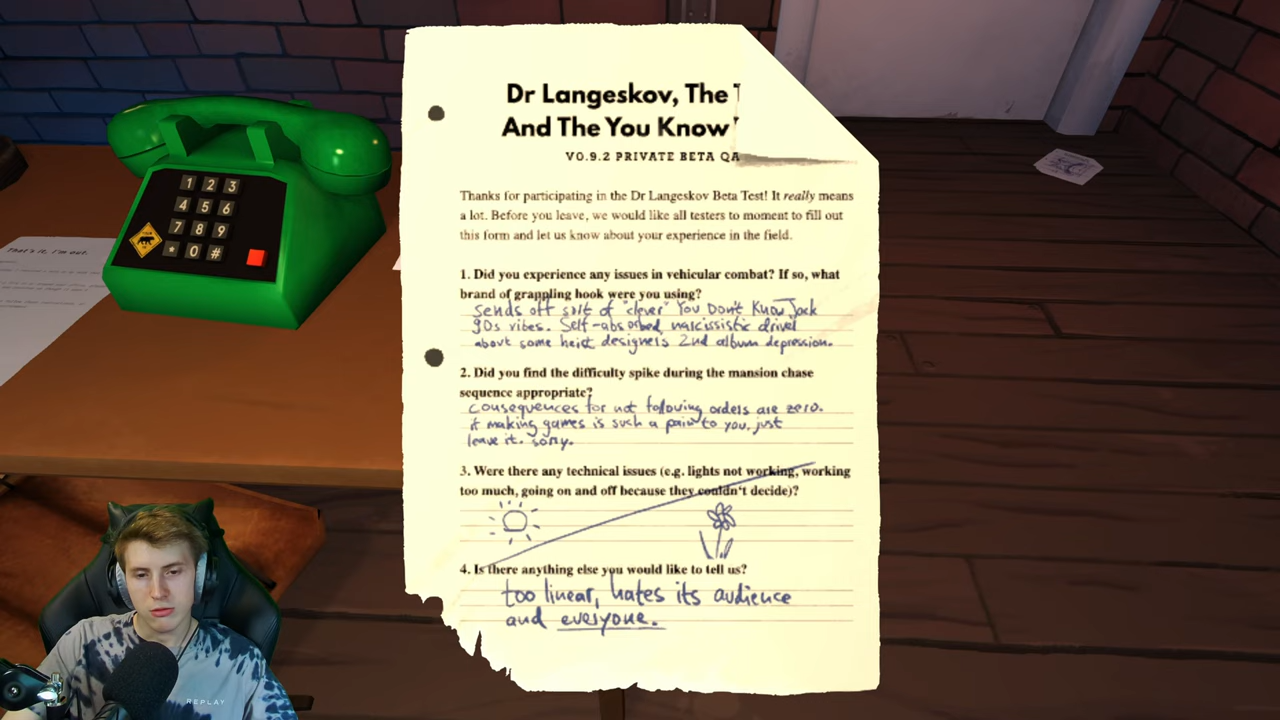 Dr Langeskov, The
And The You Know
V0.9.2 PRIVATE BETA QA
Thanks for participating in the Dr Langeskov Beta Test! It really means
a lot. Before you leave, we would like all testers to moment to fill out
this form and let us know about your experience in the field.
1. Did you experience any issues in vehicular combat? If so, what
brand of grappling hook were you using?
Sends off sort of "clever" You Don't Know Jack
90s vibes. Self-absorbed narcissistic drivel
about some heist designer's 2nd album depression.
2. Did you find the difficulty spike during the mansion chase
sequence appropriate?
consequences for not following orders are zero.
if making games is such a pain to you, just
leave it. sorry.
3. Were there any technical issues (e.g. lights not working, working
too much, going on and off because they couldn't decide)?
4. Is there anything else you would like to tell us?
too linear, hates its audience
and everyone.
1 2 3
4 5 6
7 8 9
* 0 #
That's it, I'm out.
REPLAY